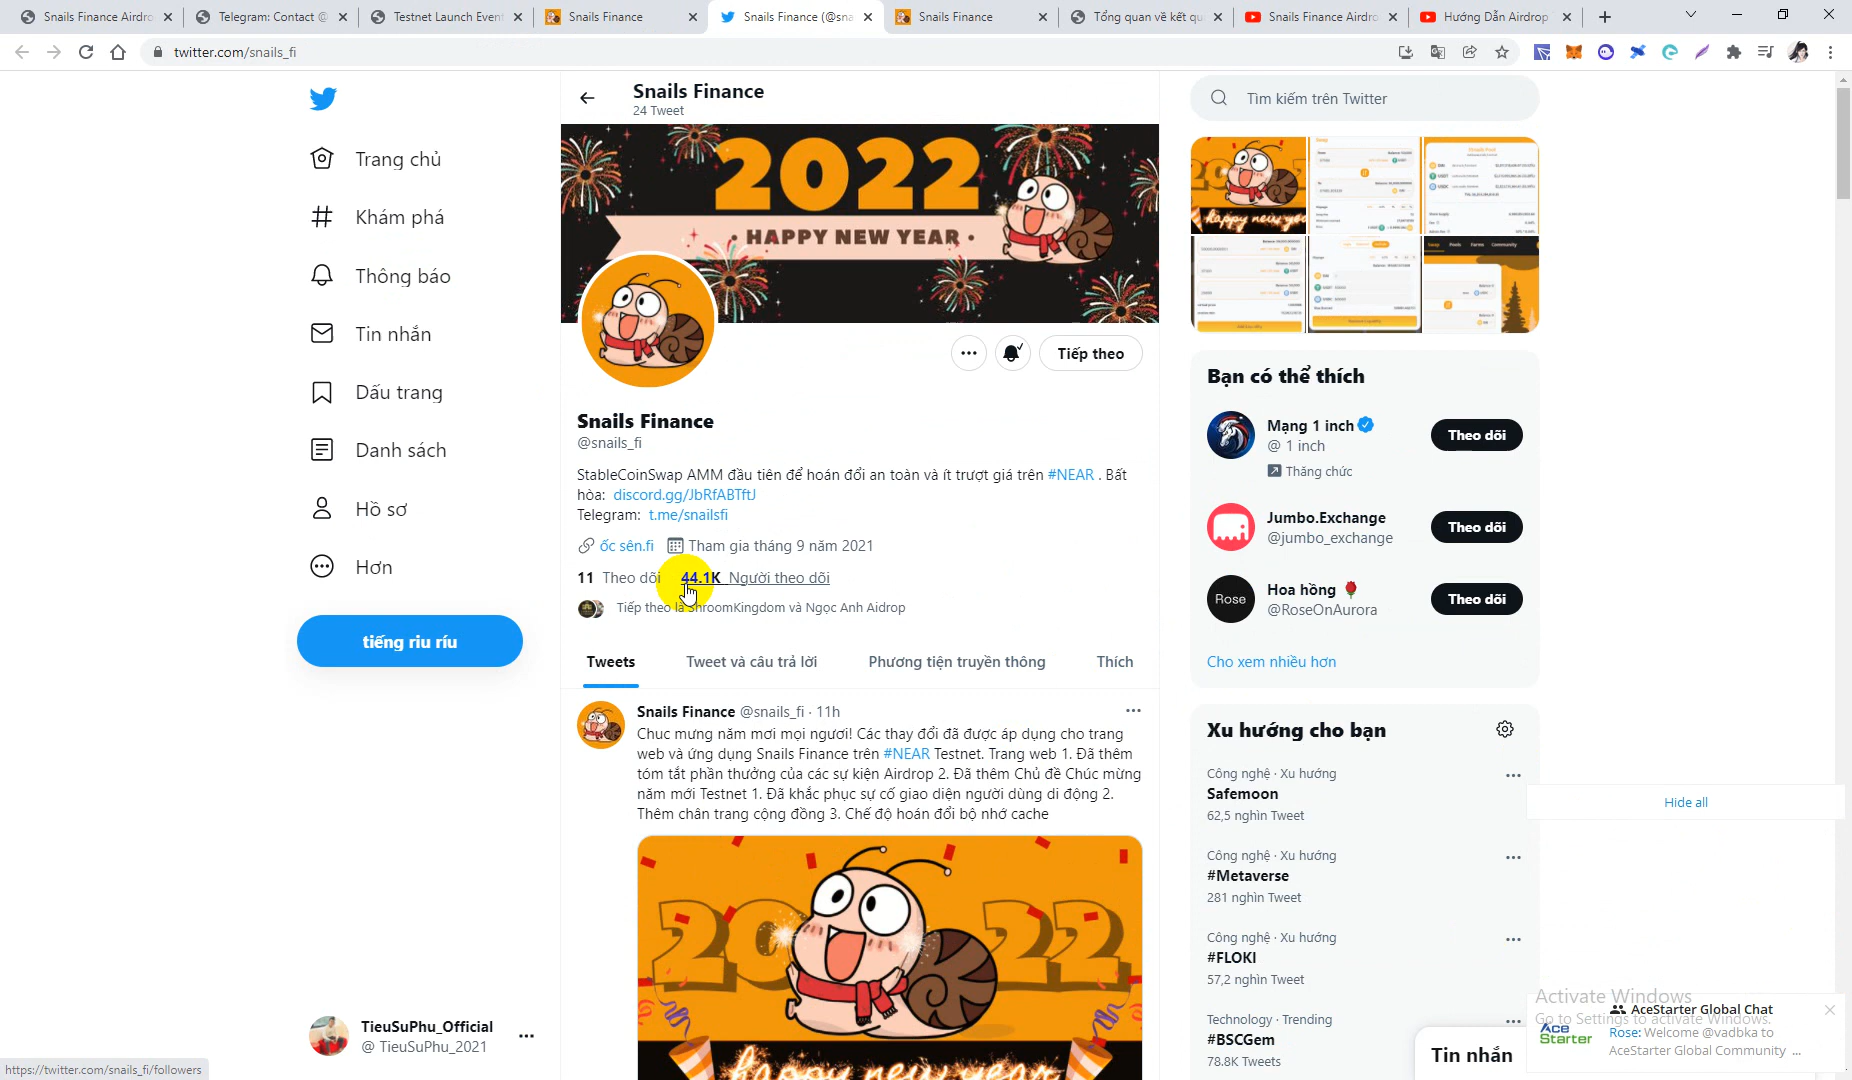 Snails Finance Airdro
Telegram: Contact @
Testnet Launch Event
Snails Finance
Snails Finance (@sna
Snails Finance
Tổng quan về kết qu
Snails Finance Airdro
Hướng Dẫn Airdrop
twitter.com/snails_fi
Snails Finance
24 Tweet
Tìm kiếm trên Twitter
Trang chủ
Khám phá
Thông báo
Tin nhắn
Dấu trang
Danh sách
Hồ sơ
Hơn
tiếng riu ríu
2022
• HAPPY NEW YEAR •
Tiếp theo
Snails Finance
@snails_fi
StableCoinSwap AMM đầu tiên để hoán đổi an toàn và ít trượt giá trên #NEAR . Bất
hòa: discord.gg/JbRfABTftJ
Telegram: t.me/snailsfi
ốc sên.fi Tham gia tháng 9 năm 2021
11 Theo dõi 44.1K Người theo dõi
Tiếp theo là ShroomKingdom và Ngọc Anh Aidrop
Tweets
Tweet và câu trả lời
Phương tiện truyền thông
Thích
Snails Finance @snails_fi · 11h
Chuc mưng năm mơi mọi ngươi! Các thay đổi đã được áp dụng cho trang
web và ứng dụng Snails Finance trên #NEAR Testnet. Trang web 1. Đã thêm
tóm tắt phần thưởng của các sự kiện Airdrop 2. Đã thêm Chủ đề Chúc mừng
năm mới Testnet 1. Đã khắc phục sự cố giao diện người dùng di động 2.
Thêm chân trang cộng đồng 3. Chế độ hoán đổi bộ nhớ cache
2022
happy new year
Bạn có thể thích
Mạng 1 inch
@ 1 inch
Thăng chức
Theo dõi
Jumbo.Exchange
@jumbo_exchange
Theo dõi
Rose
Hoa hồng
@RoseOnAurora
Theo dõi
Cho xem nhiều hơn
Xu hướng cho bạn
Công nghệ · Xu hướng
Safemoon
62,5 nghìn Tweet
Công nghệ · Xu hướng
#Metaverse
281 nghìn Tweet
Công nghệ · Xu hướng
#FLOKI
57,2 nghìn Tweet
Technology · Trending
#BSCGem
78.8K Tweets
Hide all
Activate Windows
Go to Settings to activate Windows.
AceStarter Global Chat
Ace
Starter
Rose: Welcome @vadbka to
AceStarter Global Community ...
Tin nhắn
TieuSuPhu_Official
@ TieuSuPhu_2021
https://twitter.com/snails_fi/followers